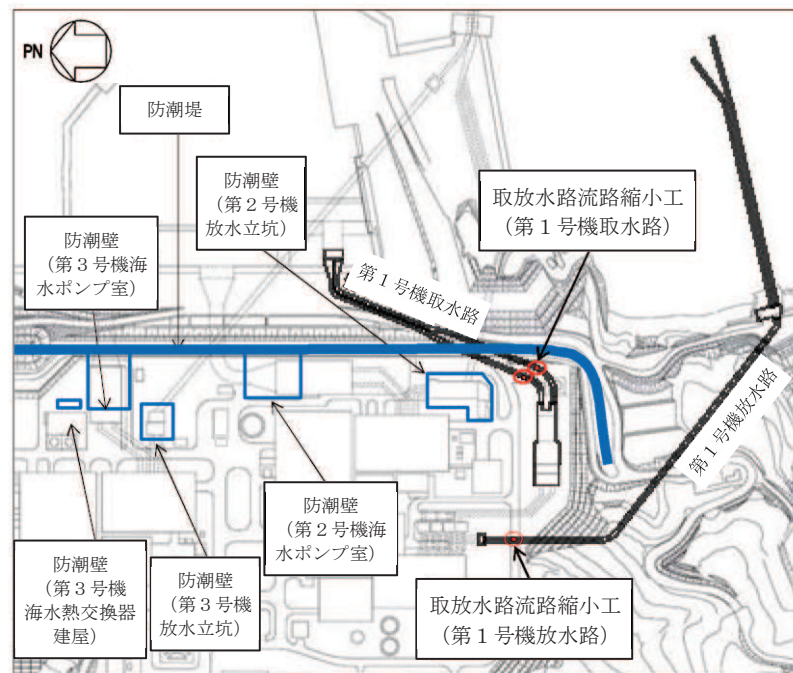 PN
防潮堤
防潮壁
(第2号機
放水立坑)
取放水路流路縮小工
(第1号機取水路)
防潮壁
(第3号機海
水ポンプ室)
第1号機取水路
第1号機放水路
防潮壁
(第2号機海
水ポンプ室)
防潮壁
(第3号機
海水熱交換器
建屋)
防潮壁
(第3号機
放水立坑)
取放水路流路縮小工
(第1号機放水路)